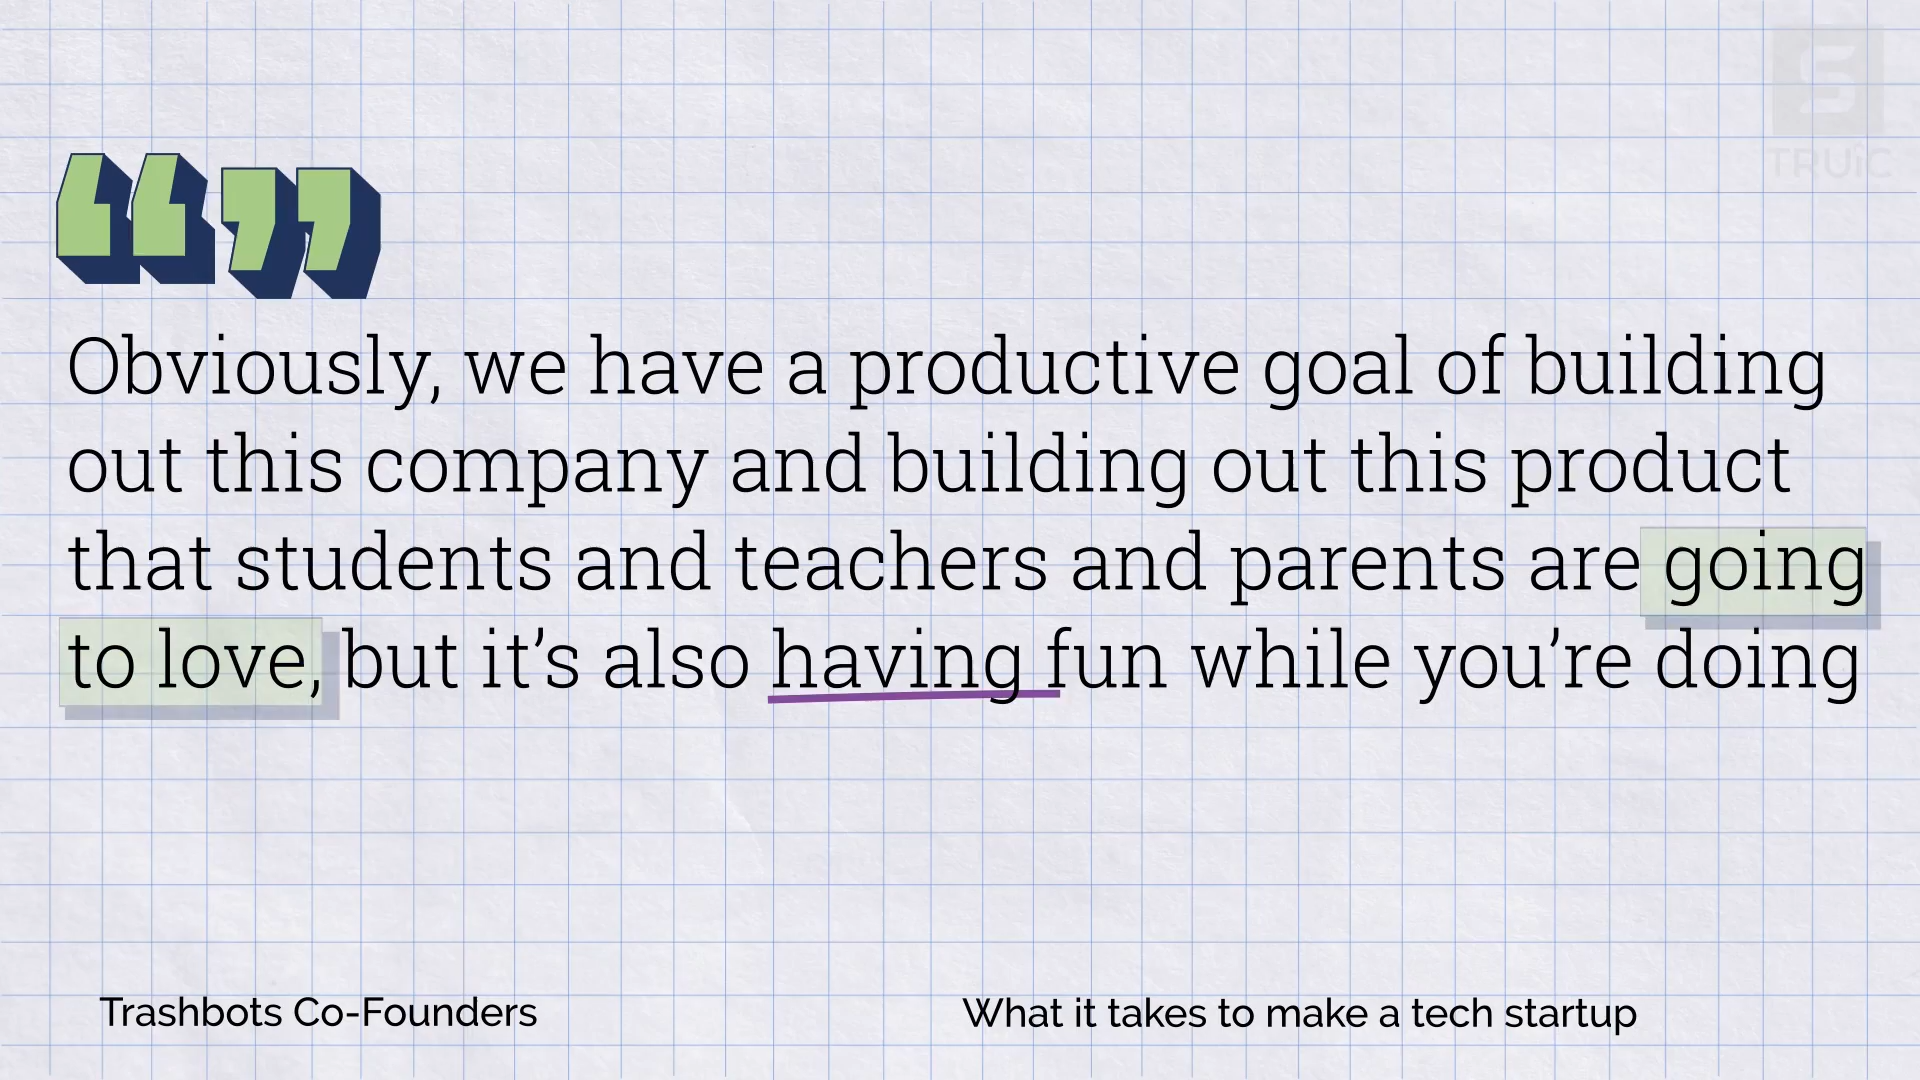 S
TRUiC
“ ”
Obviously, we have a productive goal of building
out this company and building out this product
that students and teachers and parents are going
to love, but it’s also having fun while you’re doing
Trashbots Co-Founders
What it takes to make a tech startup